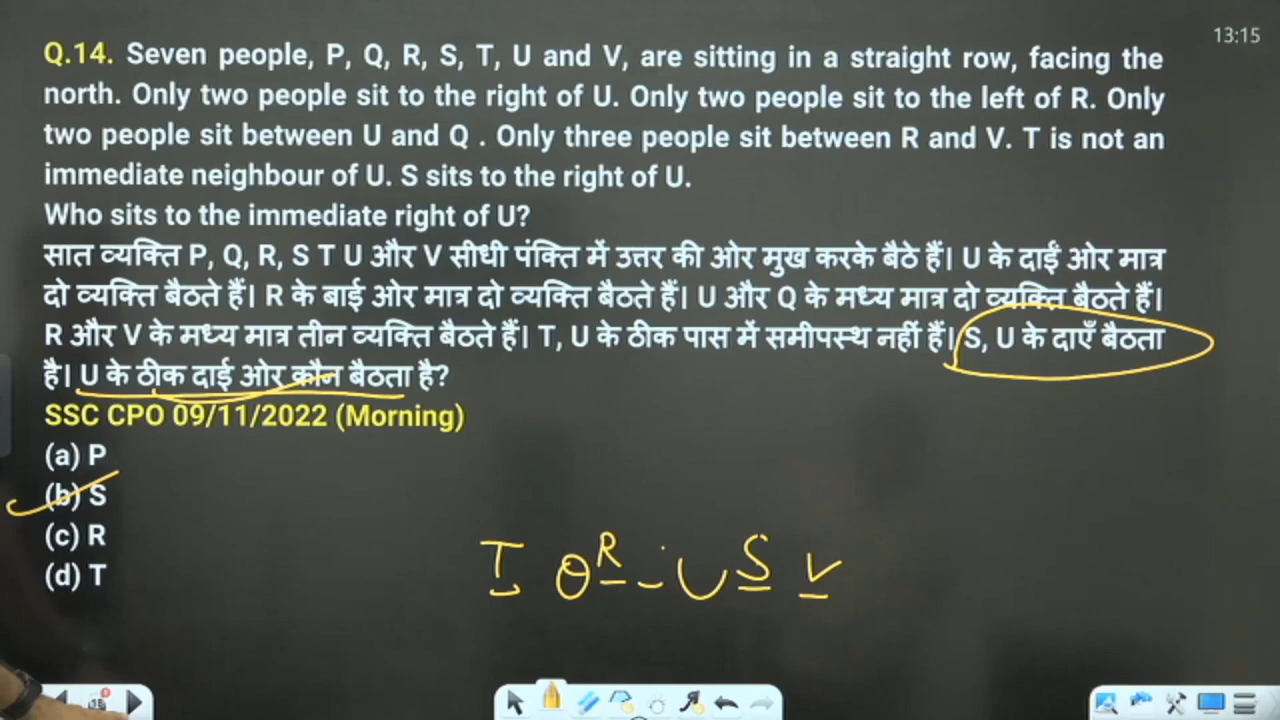 13:15
Q.14. Seven people, P, Q, R, S, T, U and V, are sitting in a straight row, facing the
north. Only two people sit to the right of U. Only two people sit to the left of R. Only
two people sit between U and Q . Only three people sit between R and V. T is not an
immediate neighbour of U. S sits to the right of U.
Who sits to the immediate right of U?
सात व्यक्ति P, Q, R, S T U और V सीधी पंक्ति में उत्तर की ओर मुख करके बैठे हैं। U के दाईं ओर मात्र
दो व्यक्ति बैठते हैं। R के बाई ओर मात्र दो व्यक्ति बैठते हैं। U और Q के मध्य मात्र दो व्यक्ति बैठते हैं।
R और V के मध्य मात्र तीन व्यक्ति बैठते हैं। T, U के ठीक पास में समीपस्थ नहीं हैं। S, U के दाएँ बैठता
है। U के ठीक दाई ओर कौन बैठता है?
SSC CPO 09/11/2022 (Morning)
(a) P
(b) S
(c) R
(d) T
T Q R - U S V